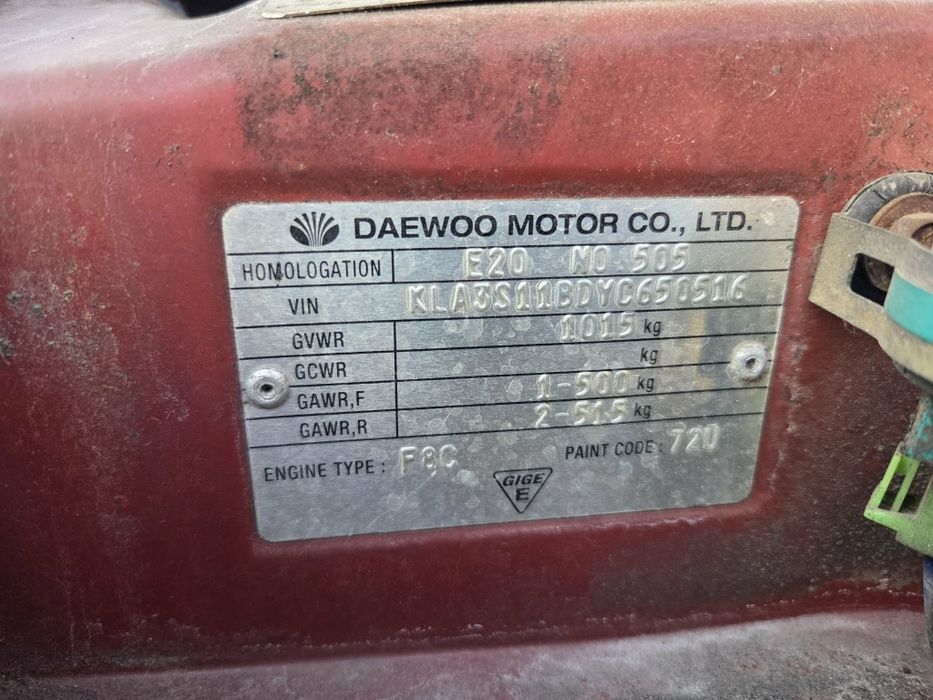 DAEWOO MOTOR CO., LTD.
HOMOLOGATION E20 NO 505
VIN KLA3S11BDYC650516
GVWR 1015 kg
GCWR kg
GAWR,F 1-500 kg
GAWR,R 2-515 kg
ENGINE TYPE : F8C PAINT CODE : 72U
GIGE
E